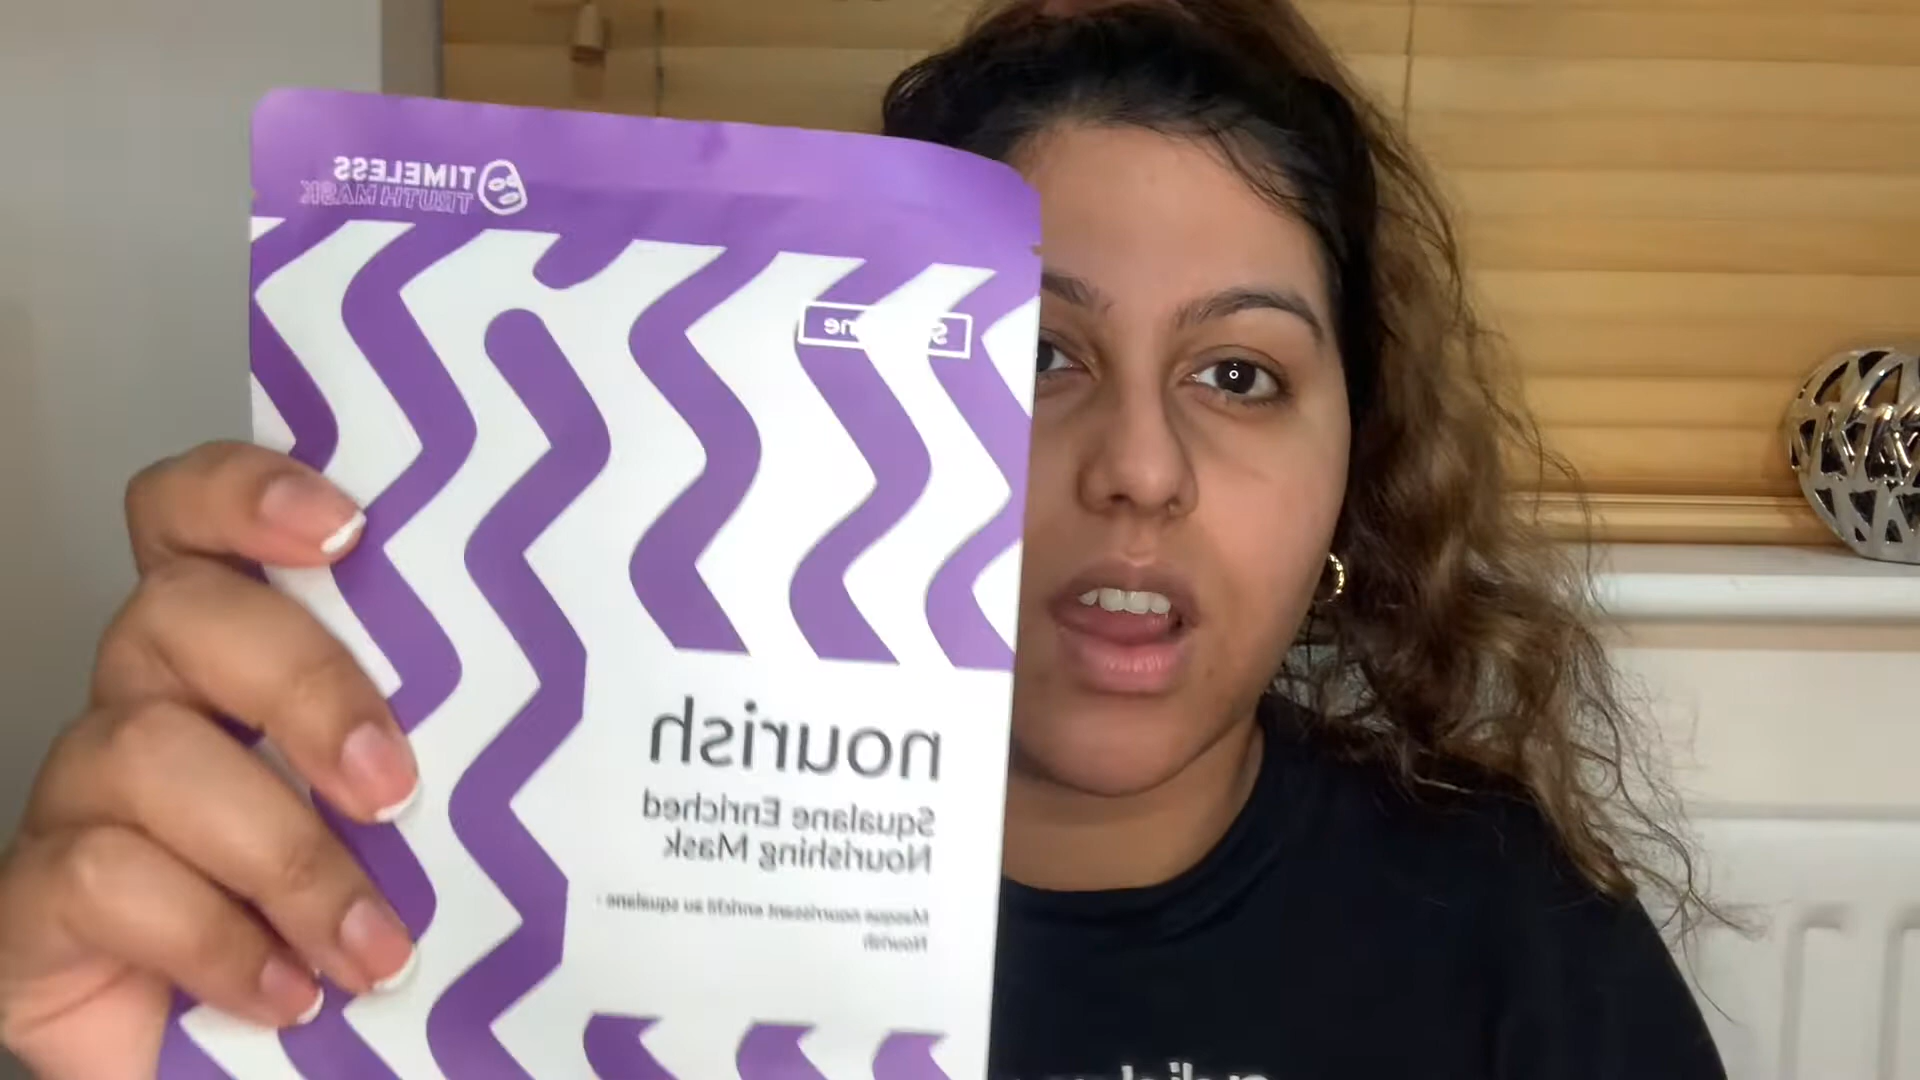 TIMELESS
TRUTH MASK
nourish
Squalane Enriched
Nourishing Mask
Masque nourrissant enrichi au squalane -
Nourish